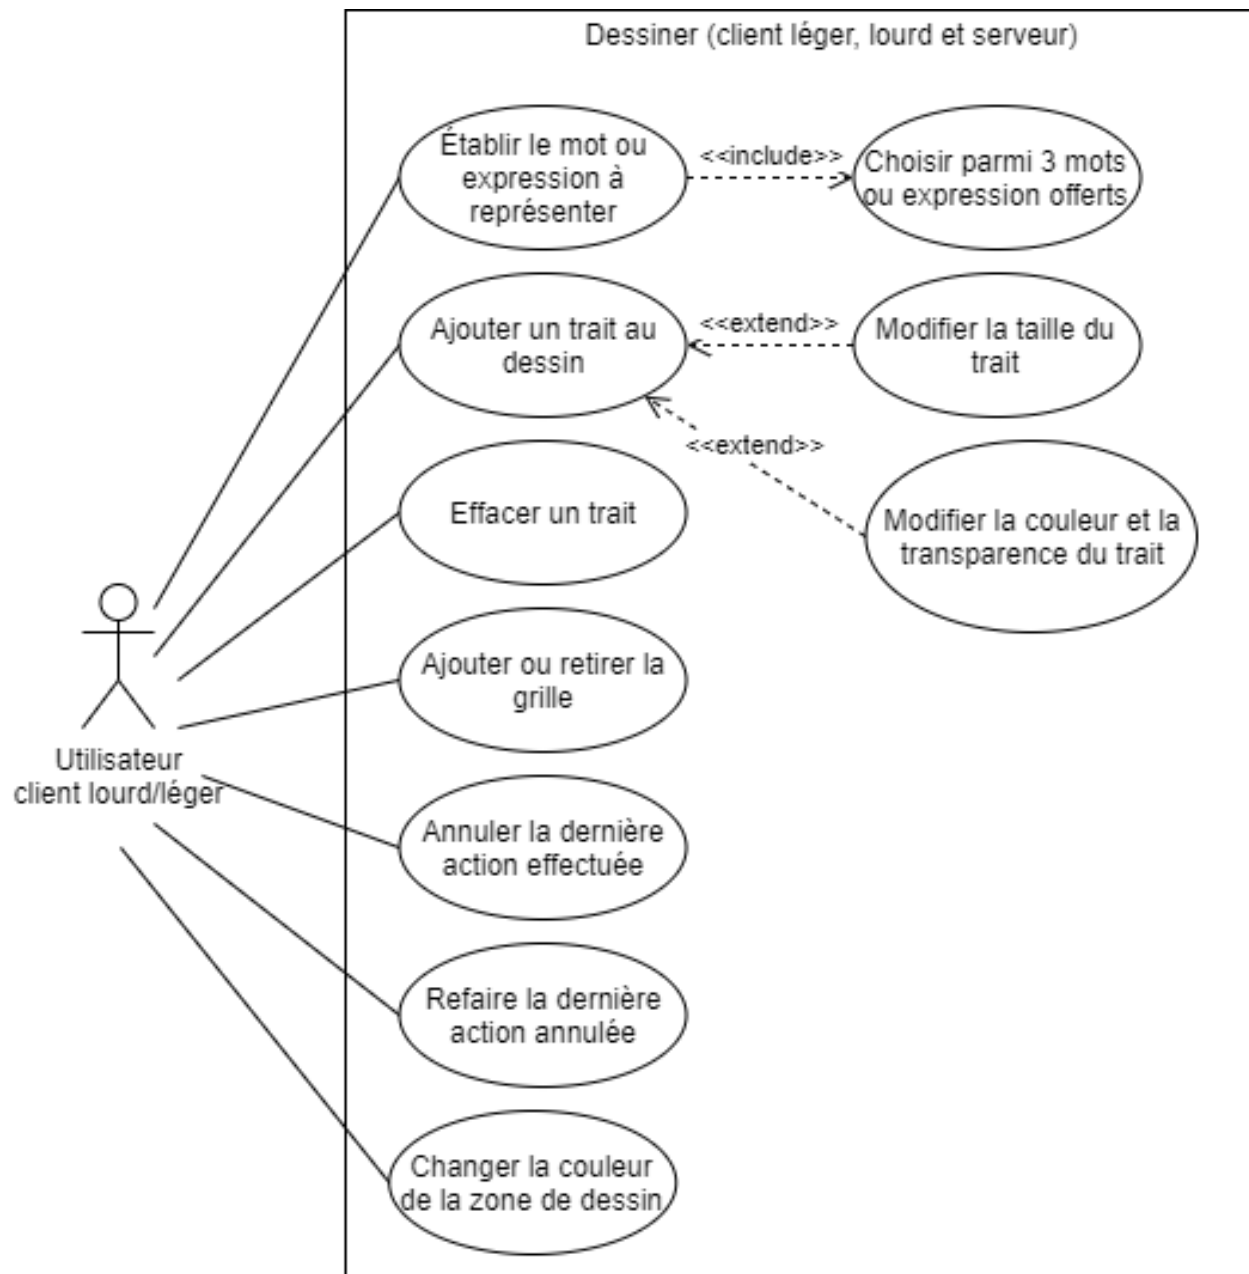 Dessiner (client léger, lourd et serveur)
Établir le mot ou
expression à
représenter
<<include>>
Choisir parmi 3 mots
ou expression offerts
Ajouter un trait au
dessin
<<extend>>
Modifier la taille du
trait
<<extend>>
Modifier la couleur et la
transparence du trait
Effacer un trait
Ajouter ou retirer la
grille
Utilisateur
client lourd/léger
Annuler la dernière
action effectuée
Refaire la dernière
action annulée
Changer la couleur
de la zone de dessin